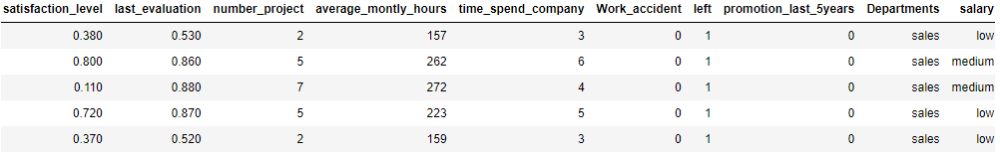 satisfaction_level last_evaluation number_project average_montly_hours time_spend_company Work_accident left promotion_last_5years Departments salary
0.380 0.530 2 157 3 0 1 0 sales low
0.800 0.860 5 262 6 0 1 0 sales medium
0.110 0.880 7 272 4 0 1 0 sales medium
0.720 0.870 5 223 5 0 1 0 sales low
0.370 0.520 2 159 3 0 1 0 sales low